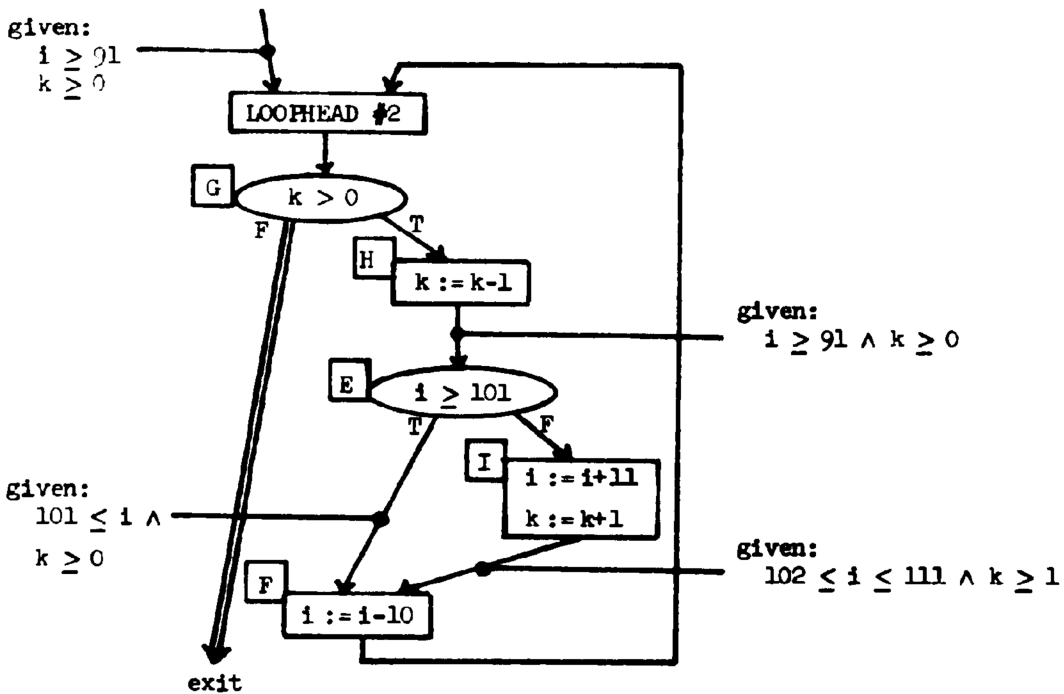 given:
i ≥ 91
k ≥ 0
LOOPHEAD #2
G
k > 0
F
T
H
k := k-1
given:
i ≥ 91 ∧ k ≥ 0
E
i ≥ 101
T
F
I
i := i+11
k := k+1
given:
101 ≤ i ∧
k ≥ 0
given:
102 ≤ i ≤ 111 ∧ k ≥ 1
F
i := i-10
exit